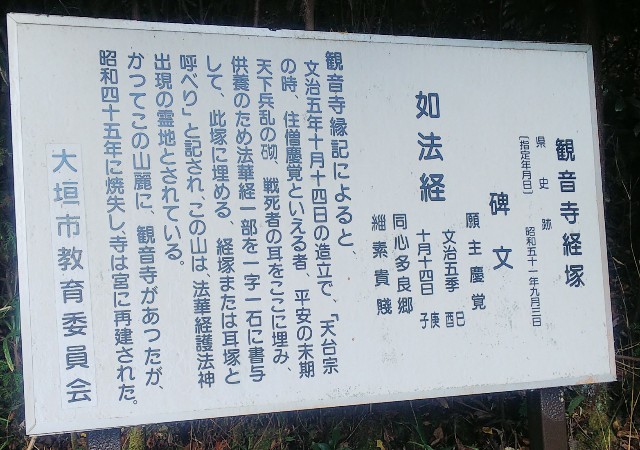 観音寺経塚
県史跡
〔指定年月日〕 昭和五十一年九月三日
碑文
願主慶覚
文治五季 巳酉
十月十四日 庚子
如法経
同心多良郷
緇素貴賤
観音寺縁記によると、
文治五年十月十四日の造立で、「天台宗
の時、住僧慶覚といえる者、平安の末期
天下兵乱の砌、戦死者の耳をここに埋み、
供養のため法華経一部を一字一石に書写
して、此塚に埋める、経塚または耳塚と
呼べり」と記され、この山は、法華経護法神
出現の霊地とされている。
かつてこの山麗に、観音寺があつたが、
昭和四十五年に焼失し寺は宮に再建された。
大垣市教育委員会